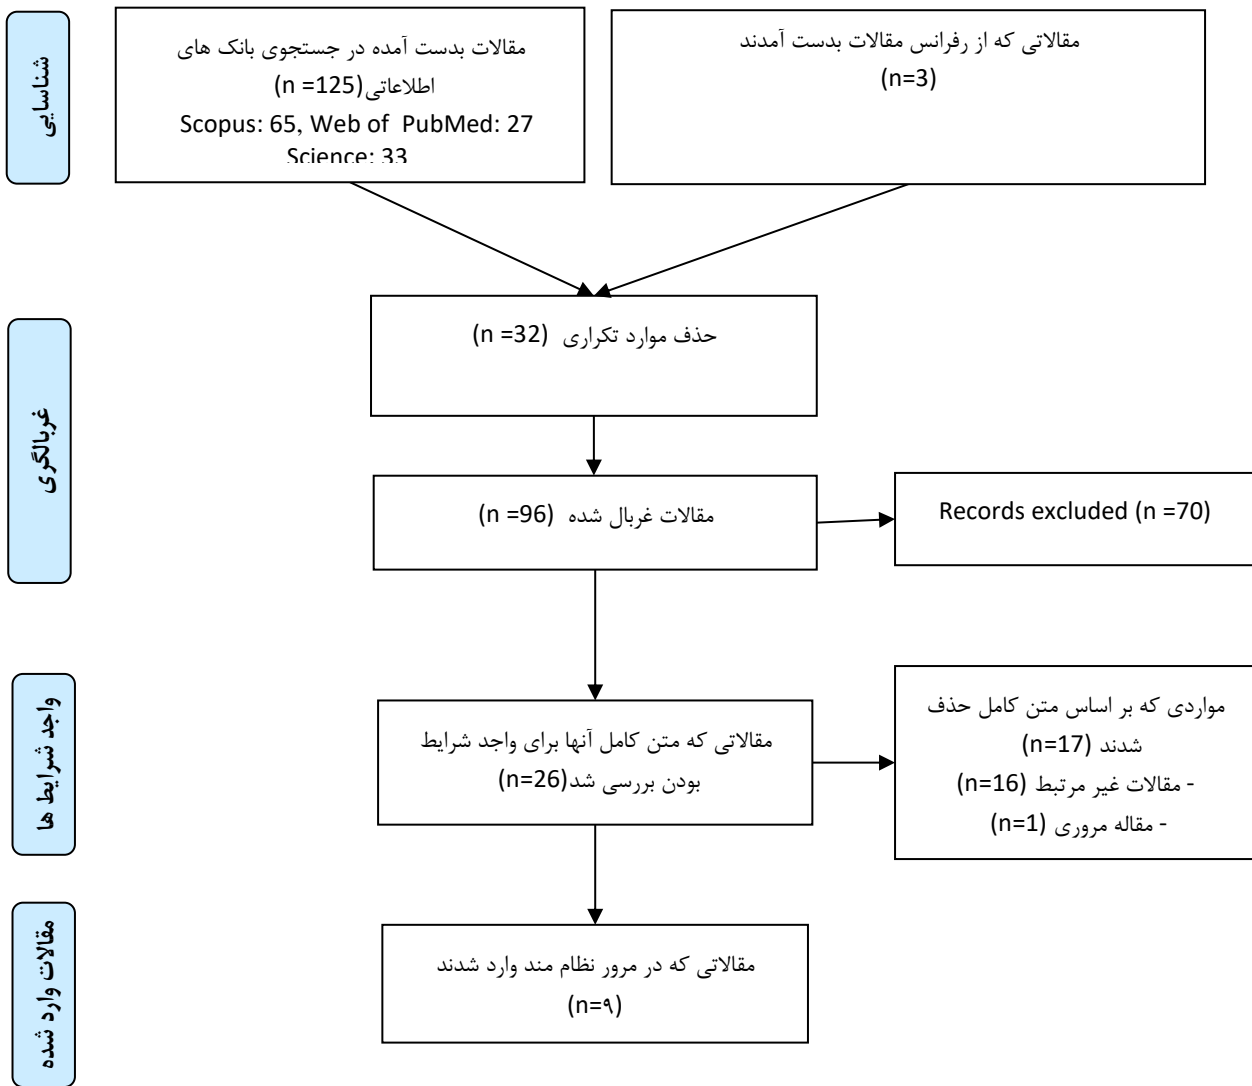 شناسایی
مقالات بدست آمده در جستجوی بانک های
اطلاعاتی(n =125)
Scopus: 65, Web of PubMed: 27
Science: 33
مقالاتی که از رفرانس مقالات بدست آمدند
(n=3)
غربالگری
حذف موارد تکراری (n =32)
مقالات غربال شده (n =96)
Records excluded (n =70)
واجد شرایط ها
مقالاتی که متن کامل آنها برای واجد شرایط
بودن بررسی شد(n=26)
مواردی که بر اساس متن کامل حذف
شدند (n=17)
- مقالات غیر مرتبط (n=16)
- مقاله مروری (n=1)
مقالات وارد شده
مقالاتی که در مرور نظام مند وارد شدند
(n=۹)